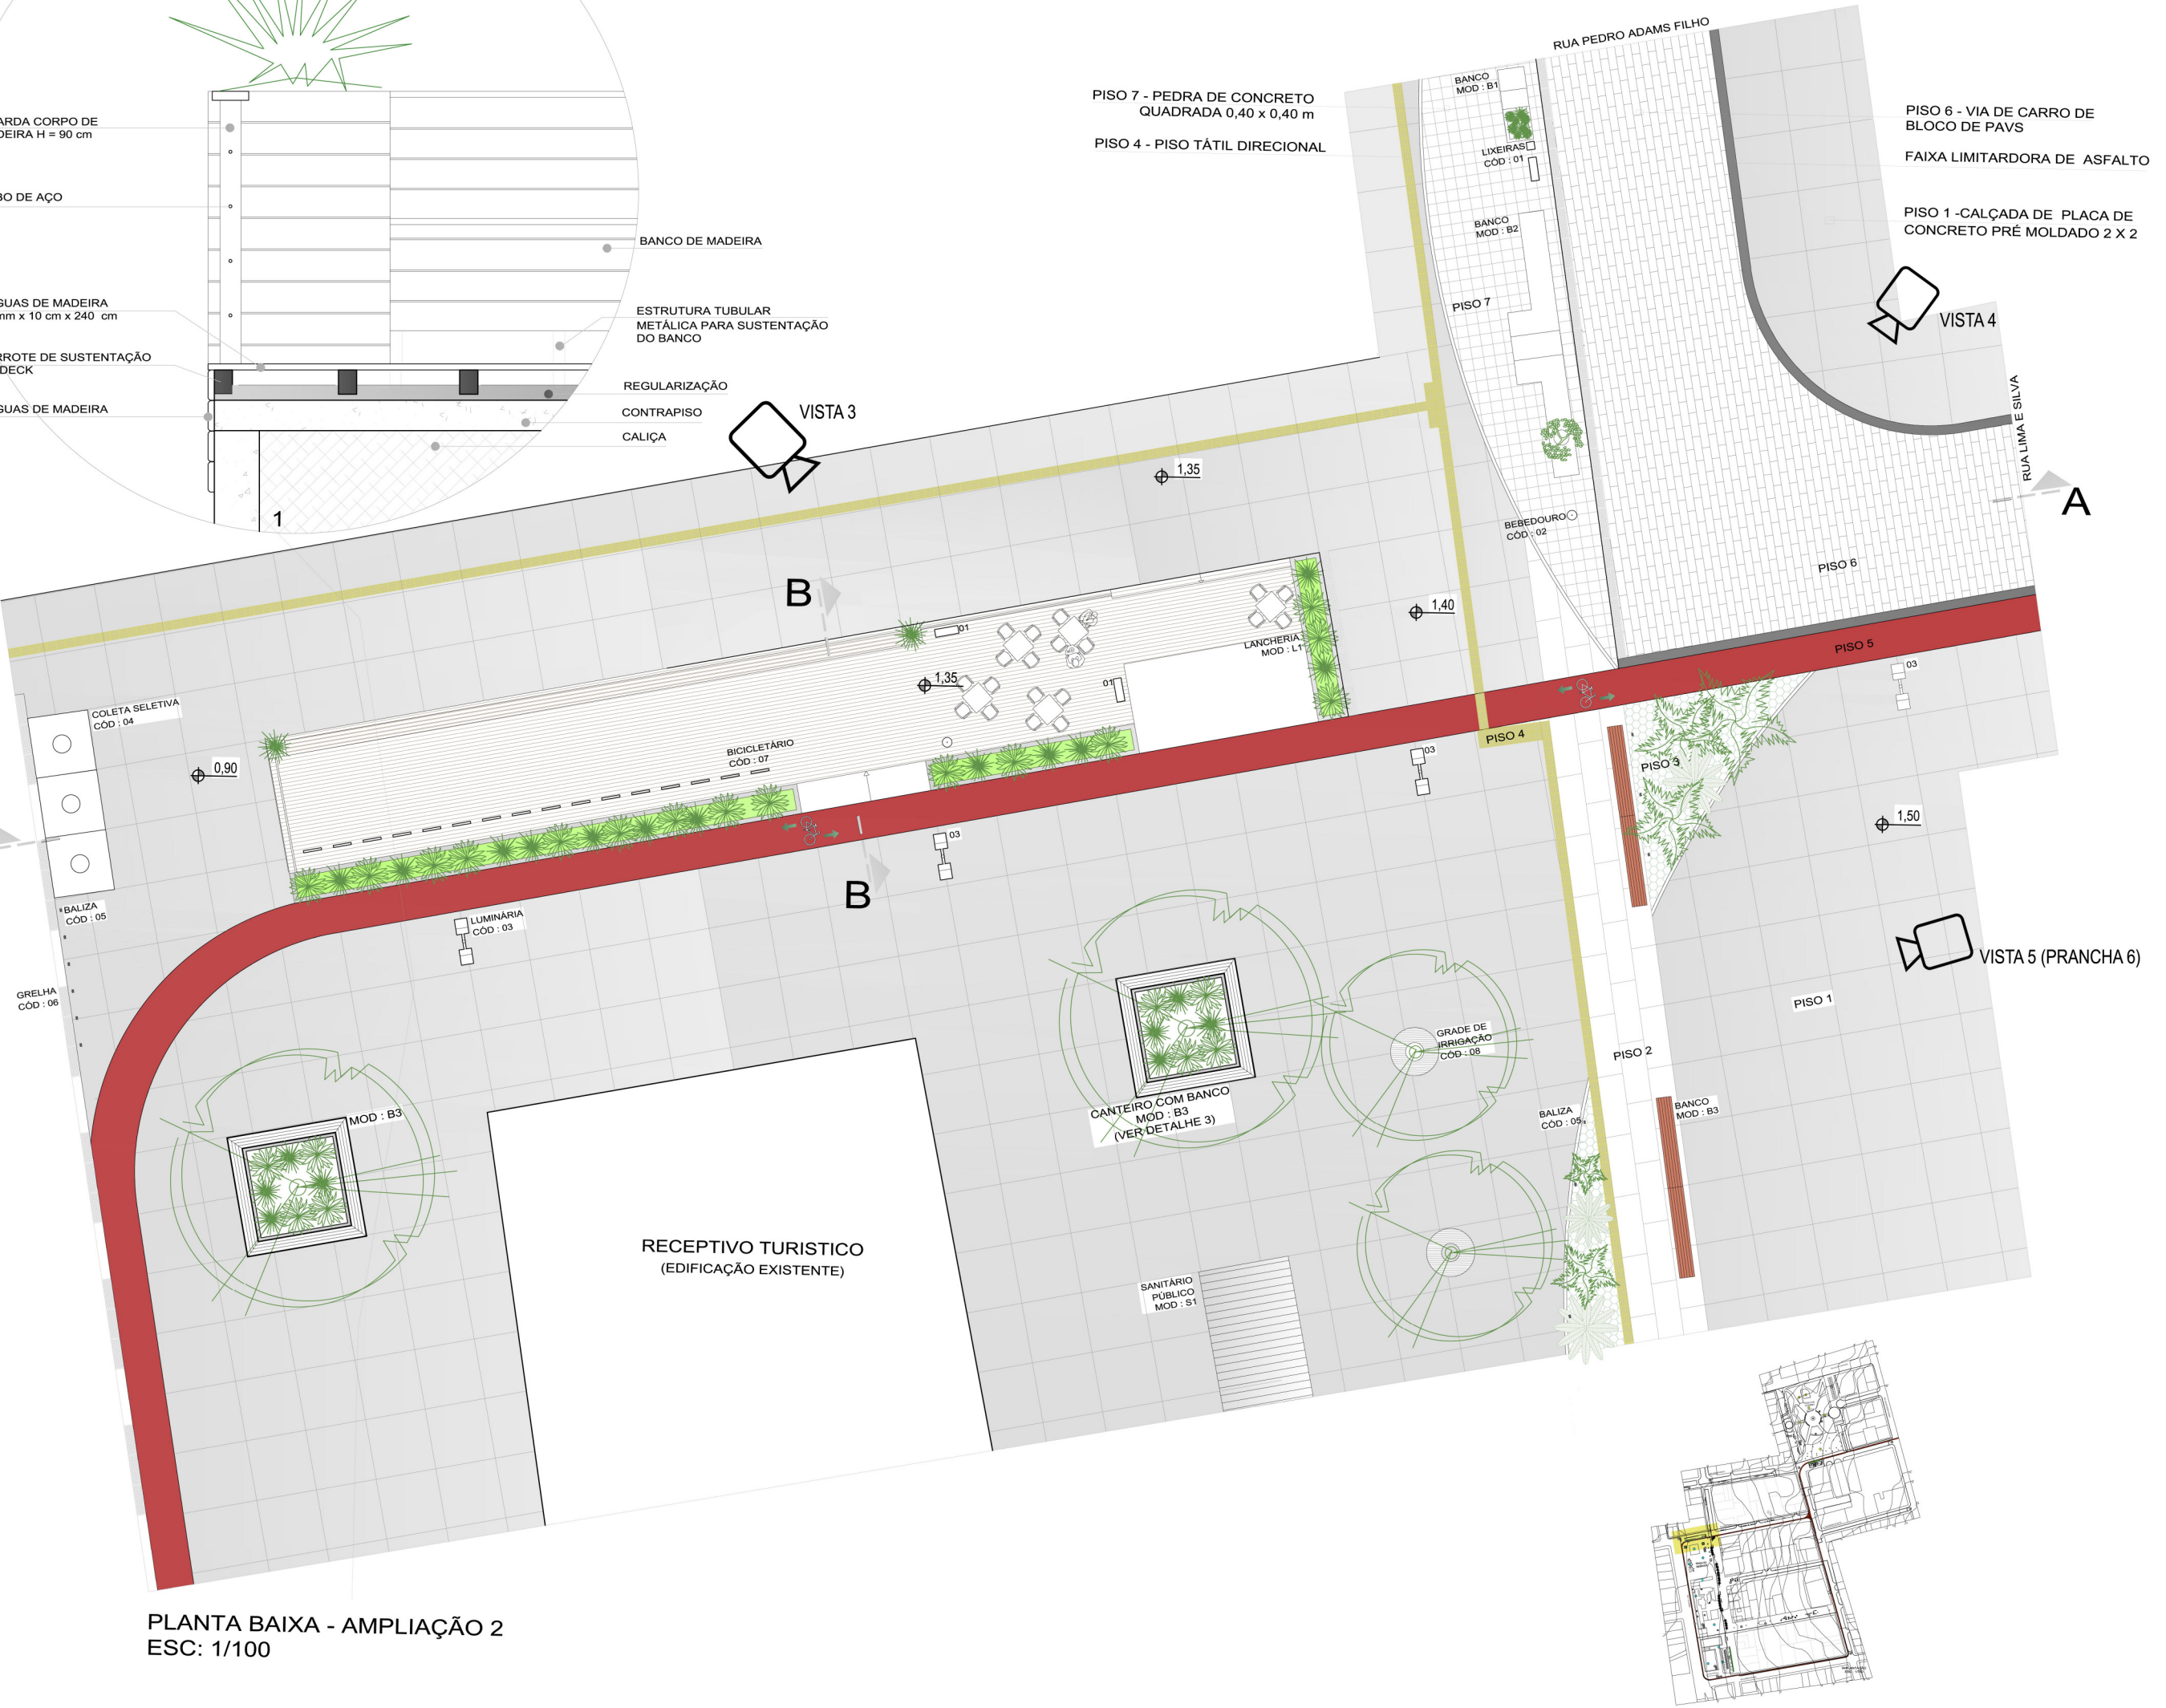 ARDA CORPO DE
DEIRA H = 90 cm
BO DE AÇO
GUAS DE MADEIRA
mm x 10 cm x 240 cm
RROTE DE SUSTENTAÇÃO
DECK
GUAS DE MADEIRA
BANCO DE MADEIRA
ESTRUTURA TUBULAR
METÁLICA PARA SUSTENTAÇÃO
DO BANCO
REGULARIZAÇÃO
CONTRAPISO
CALIÇA
1
VISTA 3
PISO 7 - PEDRA DE CONCRETO
QUADRADA 0,40 x 0,40 m
PISO 4 - PISO TÁTIL DIRECIONAL
RUA PEDRO ADAMS FILHO
BANCO
MOD : B1
LIXEIRAS
CÓD : 01
BANCO
MOD : B2
PISO 7
BEBEDOURO
CÓD : 02
PISO 6 - VIA DE CARRO DE
BLOCO DE PAVS
FAIXA LIMITARDORA DE ASFALTO
PISO 1 -CALÇADA DE PLACA DE
CONCRETO PRÉ MOLDADO 2 X 2
VISTA 4
RUA LIMA E SILVA
A
PISO 6
PISO 5
03
1,35
1,40
B
01
1,35
01
LANCHERIA
MOD : L1
COLETA SELETIVA
CÓD : 04
0,90
BICICLETÁRIO
CÓD : 07
BALIZA
CÓD : 05
GRELHA
CÓD : 06
LUMINÁRIA
CÓD : 03
B
03
03
PISO 4
PISO 3
1,50
VISTA 5 (PRANCHA 6)
PISO 1
PISO 2
GRADE DE
IRRIGAÇÃO
CÓD : 08
CANTEIRO COM BANCO
MOD : B3
(VER DETALHE 3)
BALIZA
CÓD : 05
BANCO
MOD : B3
MOD : B3
RECEPTIVO TURISTICO
(EDIFICAÇÃO EXISTENTE)
SANITÁRIO
PÚBLICO
MOD : S1
PLANTA BAIXA - AMPLIAÇÃO 2
ESC: 1/100